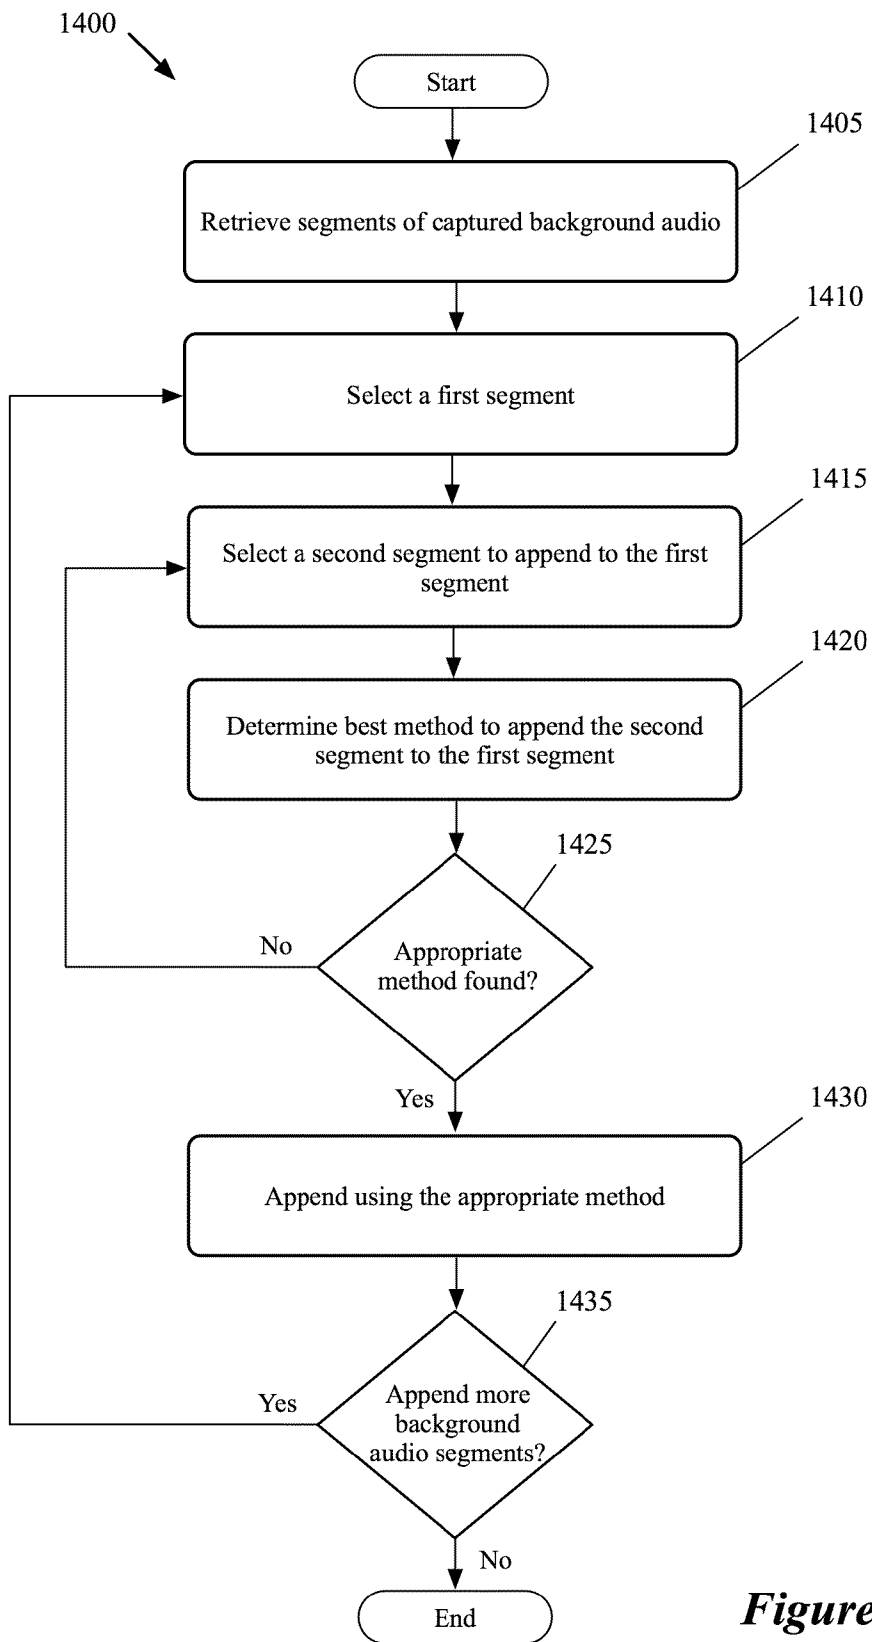 1400
Start
1405
Retrieve segments of captured background audio
1410
Select a first segment
1415
Select a second segment to append to the first
segment
1420
Determine best method to append the second
segment to the first segment
1425
No
Appropriate
method found?
Yes
1430
Append using the appropriate method
1435
Yes
Append more
background
audio segments?
No
End
Figure